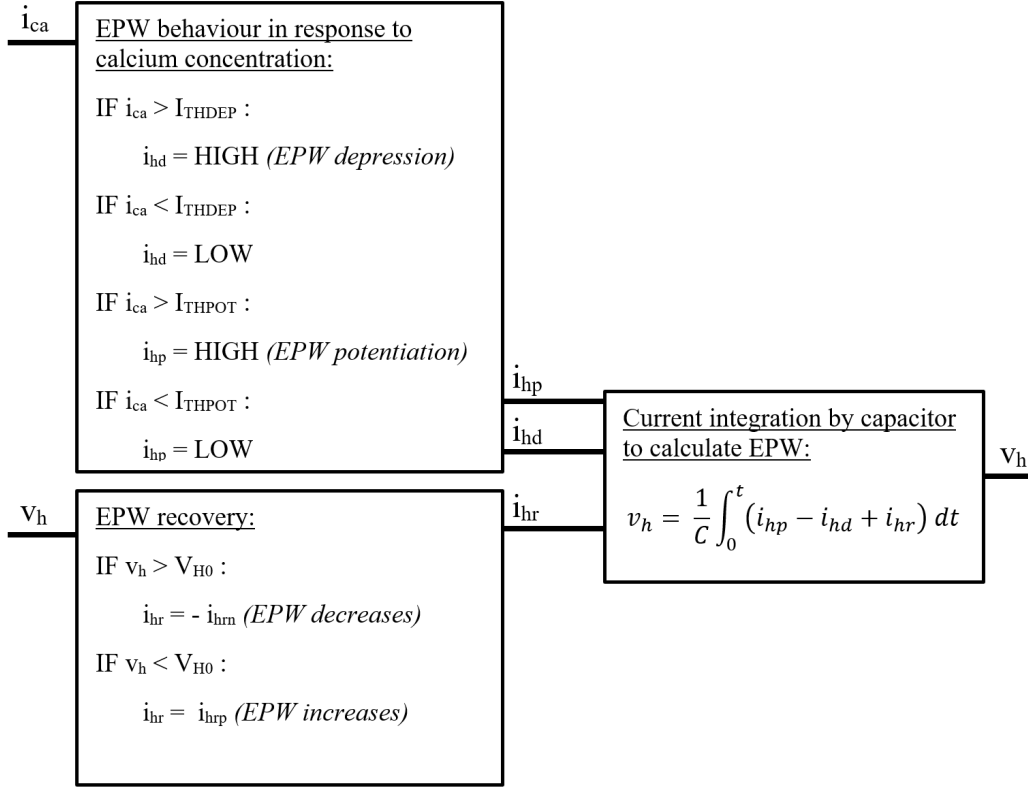 i_ca
EPW behaviour in response to
calcium concentration:
IF i_ca > I_THDEP :
i_hd = HIGH (EPW depression)
IF i_ca < I_THDEP :
i_hd = LOW
IF i_ca > I_THPOT :
i_hp = HIGH (EPW potentiation)
IF i_ca < I_THPOT :
i_hp = LOW
i_hp
i_hd
v_h
EPW recovery:
IF v_h > V_H0 :
i_hr = - i_hrn (EPW decreases)
IF v_h < V_H0 :
i_hr = i_hrp (EPW increases)
i_hr
Current integration by capacitor
to calculate EPW:
v_h = 1/C ∫_0^t (i_hp − i_hd + i_hr) dt
v_h